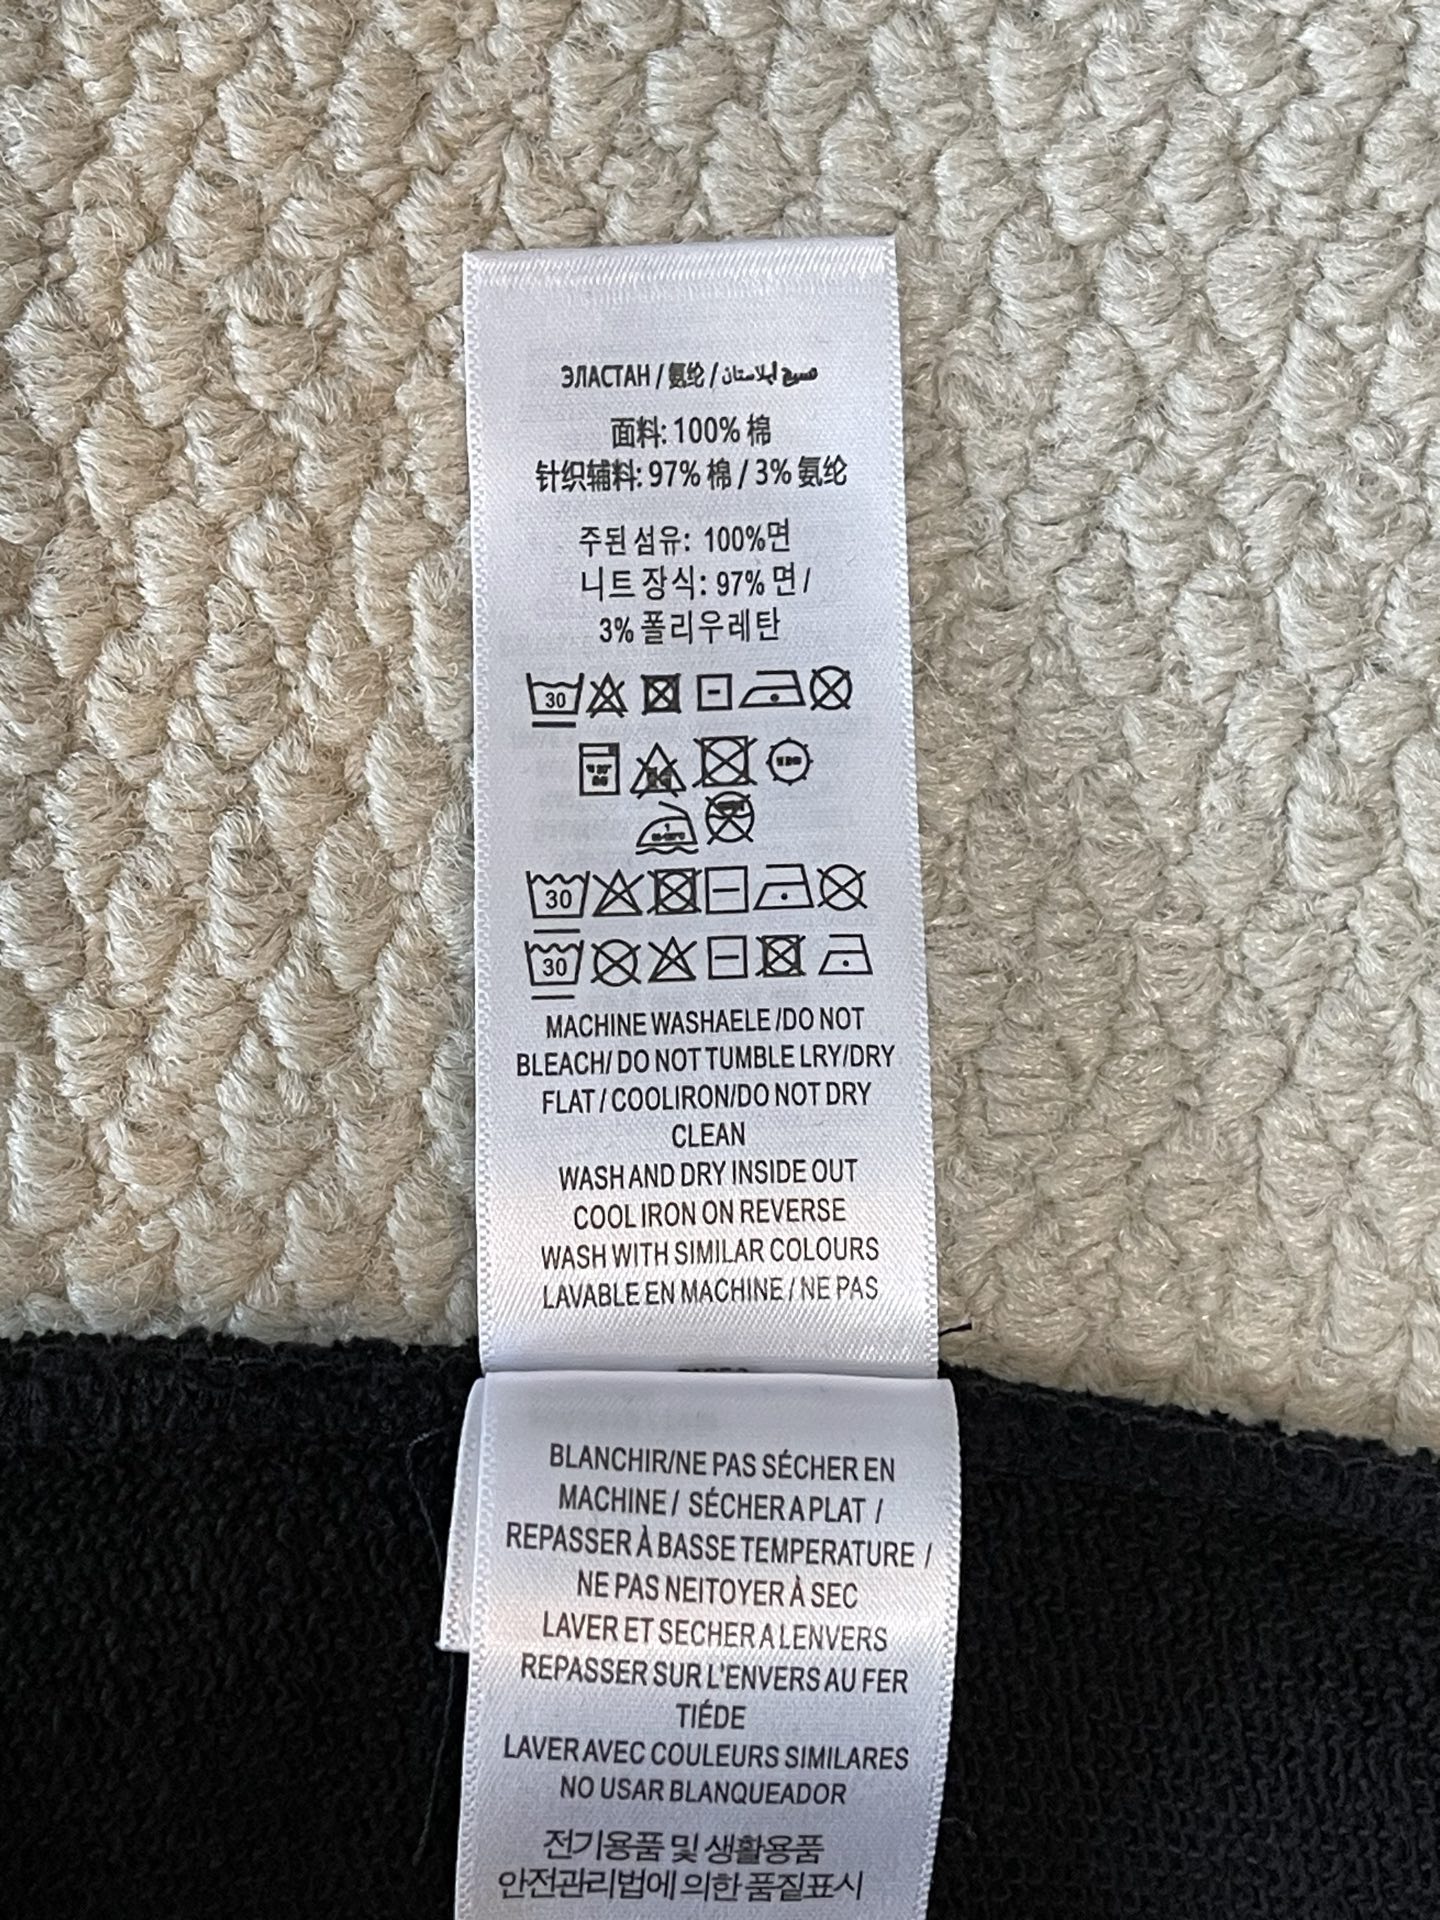 ЭЛАСТАН / 氨纶 / نسيج إيلاستان
面料: 100% 棉
针织辅料: 97% 棉 / 3% 氨纶
주된 섬유: 100%면
니트 장식: 97% 면 /
3% 폴리우레탄
30
30
30
MACHINE WASHAELE /DO NOT
BLEACH/ DO NOT TUMBLE LRY/DRY
FLAT / COOLIRON/DO NOT DRY
CLEAN
WASH AND DRY INSIDE OUT
COOL IRON ON REVERSE
WASH WITH SIMILAR COLOURS
LAVABLE EN MACHINE / NE PAS
BLANCHIR/NE PAS SÉCHER EN
MACHINE / SÉCHER A PLAT /
REPASSER À BASSE TEMPERATURE /
NE PAS NEITOYER À SEC
LAVER ET SECHER A LENVERS
REPASSER SUR L'ENVERS AU FER
TIÉDE
LAVER AVEC COULEURS SIMILARES
NO USAR BLANQUEADOR
전기용품 및 생활용품
안전관리법에 의한 품질표시